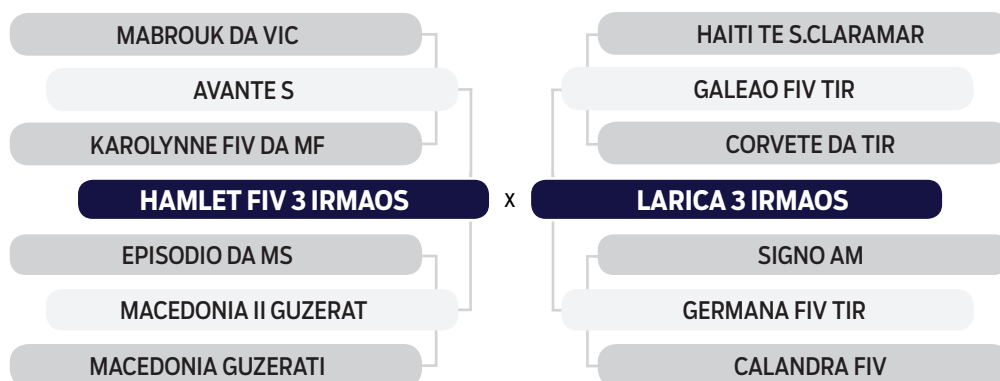 MABROUK DA VIC
AVANTE S
KAROLYNNE FIV DA MF
HAMLET FIV 3 IRMAOS
EPISODIO DA MS
MACEDONIA II GUZERAT
MACEDONIA GUZERATI
X
HAITI TE S.CLARAMAR
GALEAO FIV TIR
CORVETE DA TIR
LARICA 3 IRMAOS
SIGNO AM
GERMANA FIV TIR
CALANDRA FIV